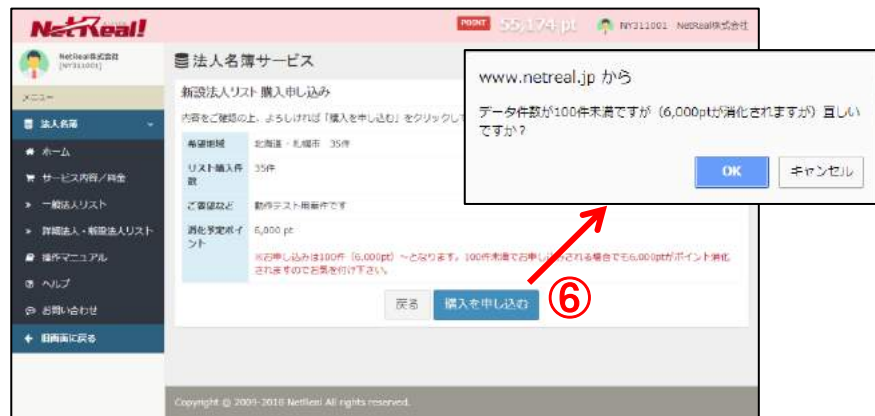 NetReal!
POINT 55,174 pt NY311001 NetReal株式会社
NetReal株式会社
[NY311001]
メニュー
法人名簿
ホーム
サービス内容/料金
一般法人リスト
詳細法人・新設法人リスト
操作マニュアル
ヘルプ
お問い合わせ
旧画面に戻る
法人名簿サービス
新設法人リスト 購入申し込み
内容をご確認の上、よろしければ「購入を申し込む」をクリックして
希望地域 北海道・札幌市 35件
リスト購入件数 35件
ご要望など 動作テスト用案件です
消化予定ポイント 6,000 pt
※お申し込みは100件（6,000pt）～となります。100件未満でお申し込みされる場合でも6,000ptがポイント消化
されますのでお気を付け下さい。
戻る 購入を申し込む
⑥
www.netreal.jp から
データ件数が100件未満ですが（6,000ptが消化されますが）宜しい
ですか？
OK キャンセル
Copyright © 2009-2018 NetReal All rights reserved.